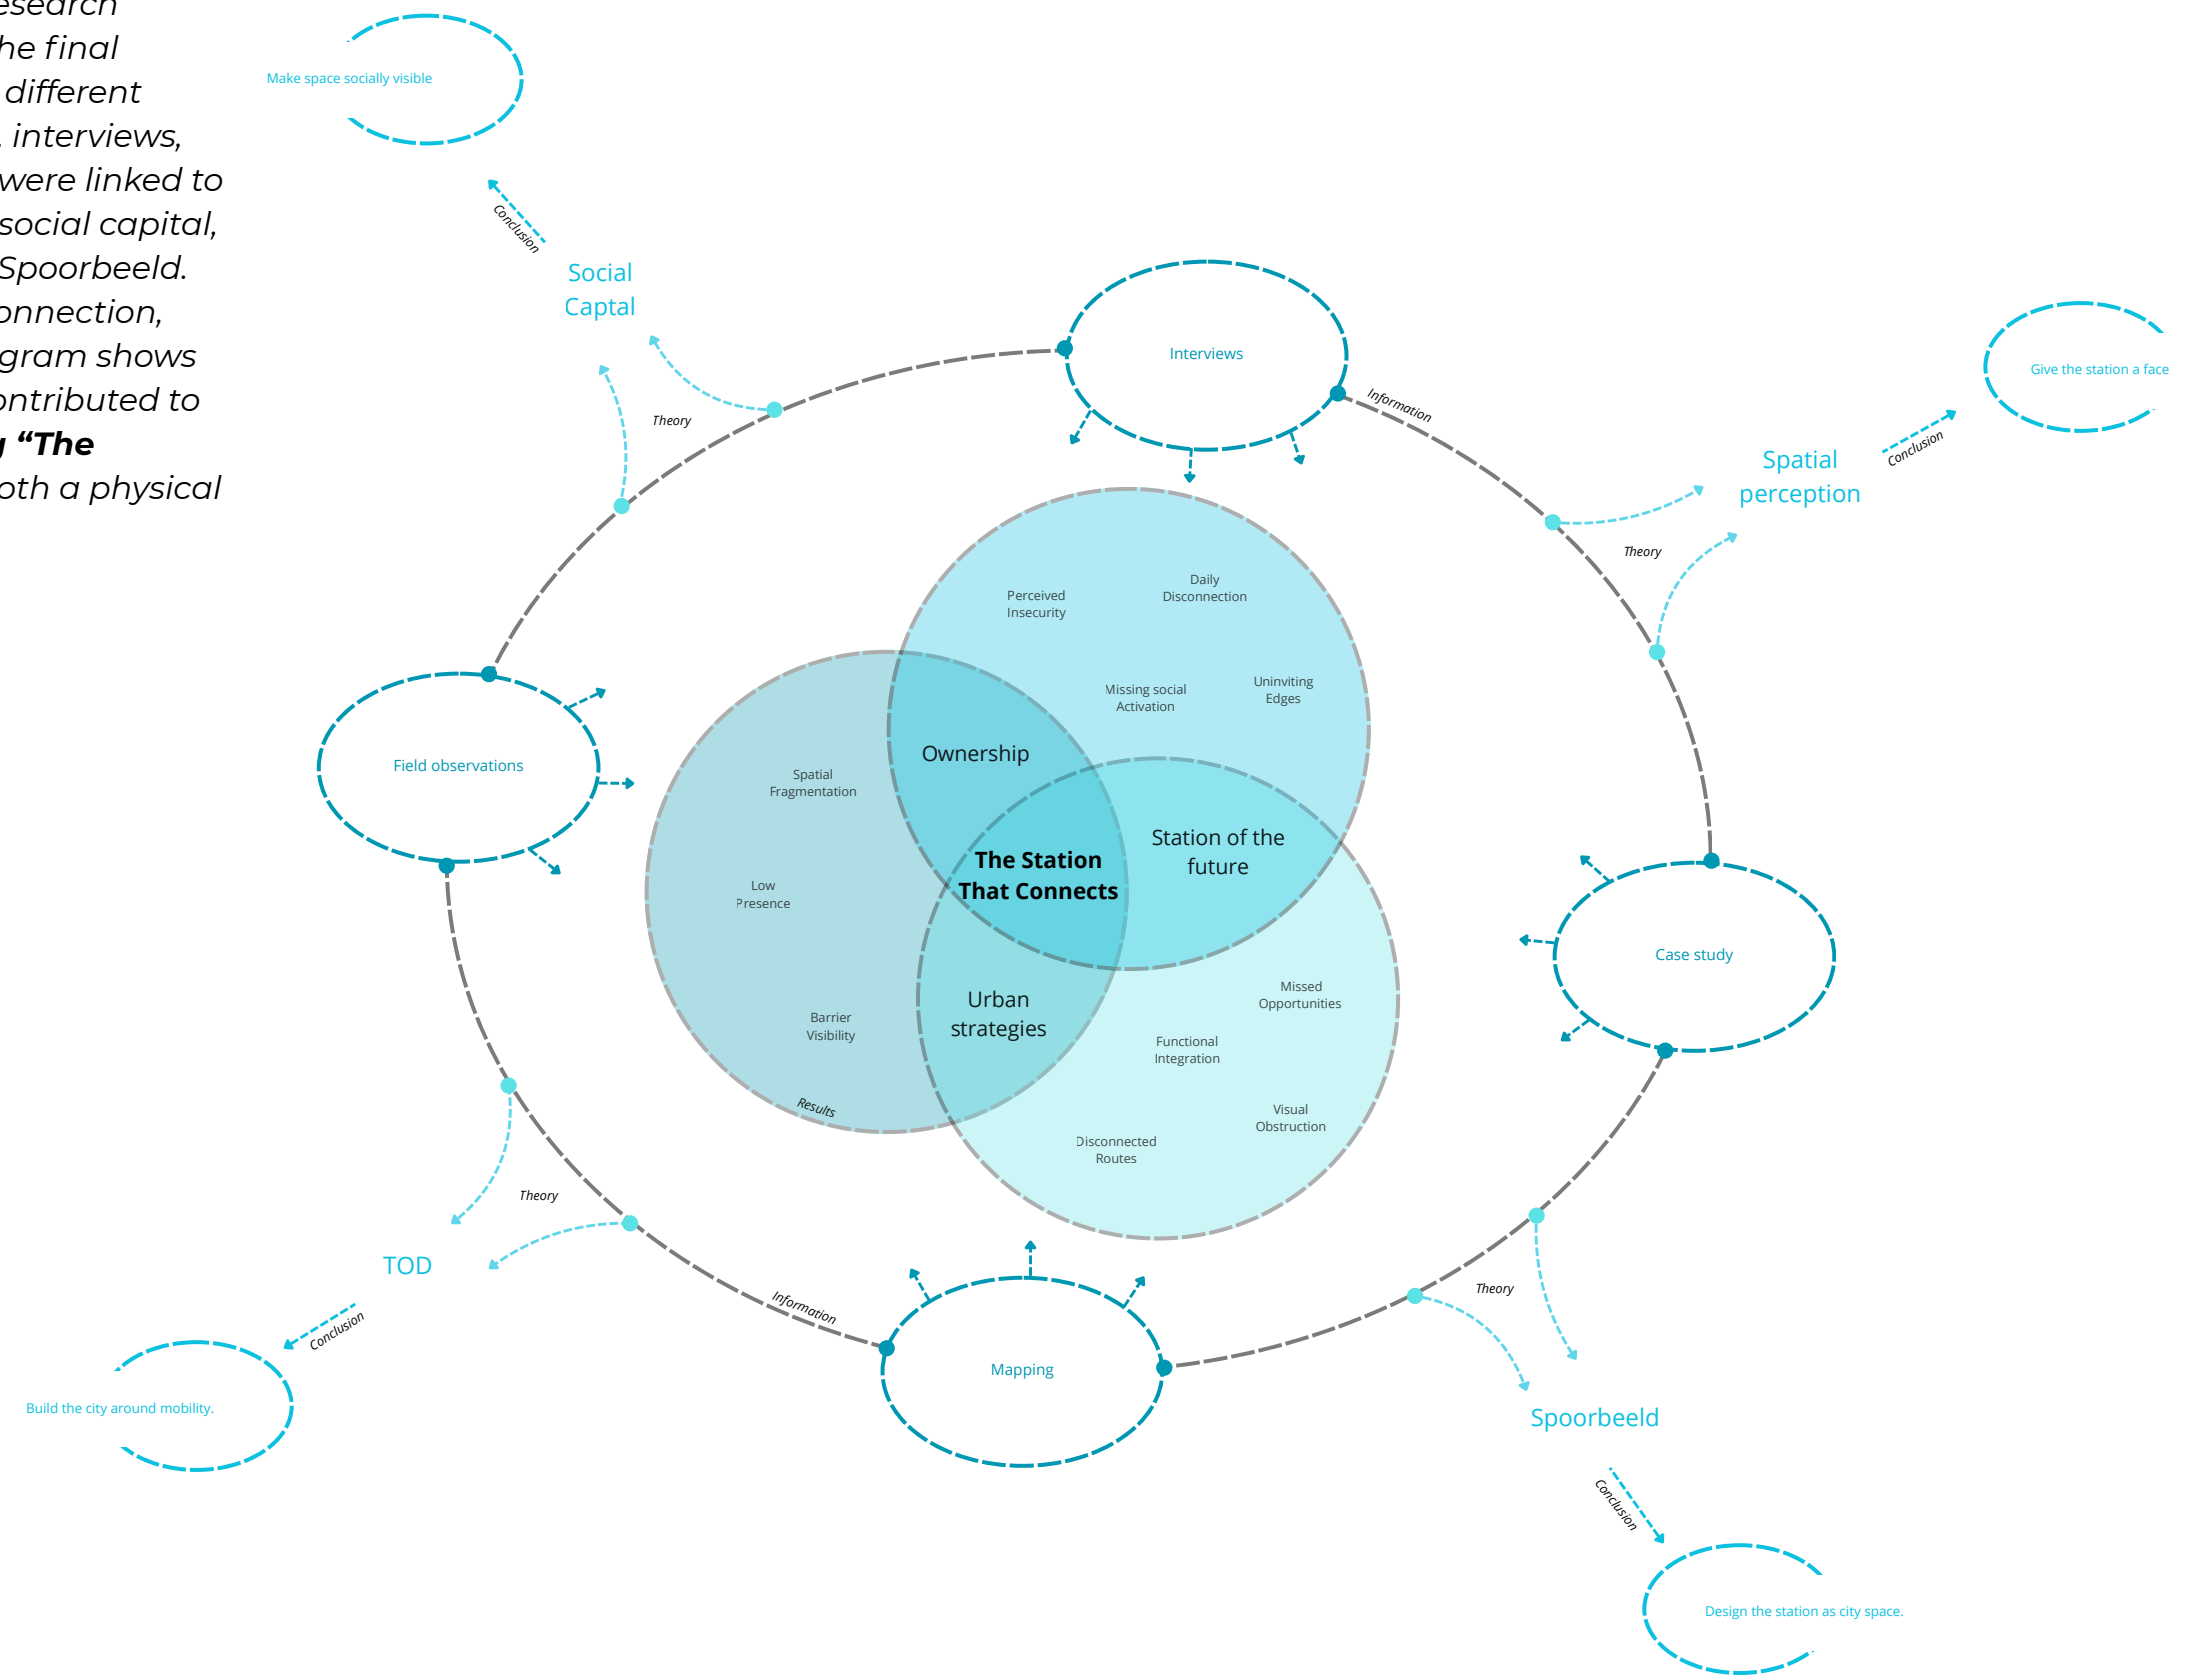 esearch
he final
different
interviews,
were linked to
social capital,
Spoorbeeld.
onnection,
gram shows
ontributed to
“The
oth a physical
Make space socially visible
Conclusion
Social
Captal
Theory
Interviews
Information
Give the station a face
Conclusion
Spatial
perception
Theory
Perceived
Insecurity
Daily
Disconnection
Missing social
Activation
Uninviting
Edges
Ownership
Field observations
Spatial
Fragmentation
Station of the
future
The Station
That Connects
Low
Presence
Case study
Urban
strategies
Missed
Opportunities
Barrier
Visibility
Functional
Integration
Results
Visual
Obstruction
Disconnected
Routes
Theory
TOD
Conclusion
Build the city around mobility.
Information
Mapping
Theory
Spoorbeeld
Conclusion
Design the station as city space.